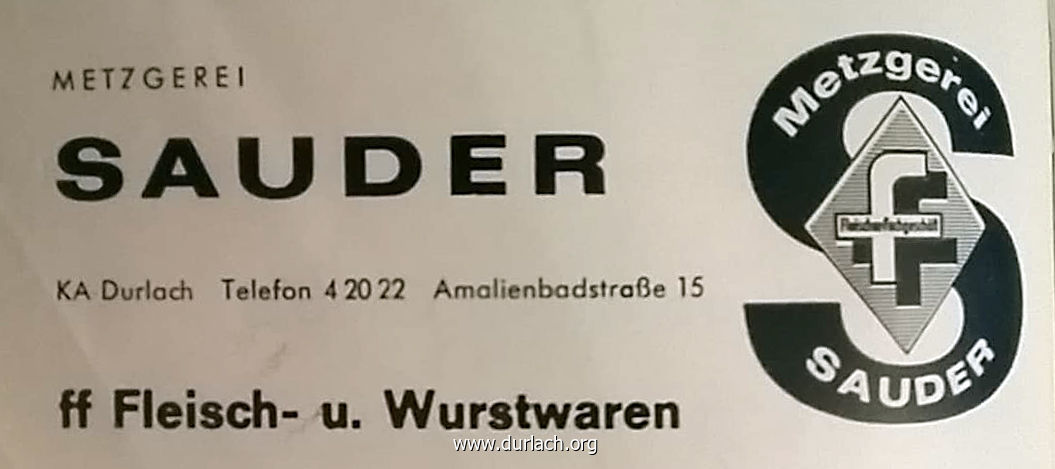 METZGEREI
SAUDER
KA Durlach Telefon 4 20 22 Amalienbadstraße 15
ff Fleisch- u. Wurstwaren
Metzgerei
ff
Fleischerfachgeschäft
SAUDER
www.durlach.org